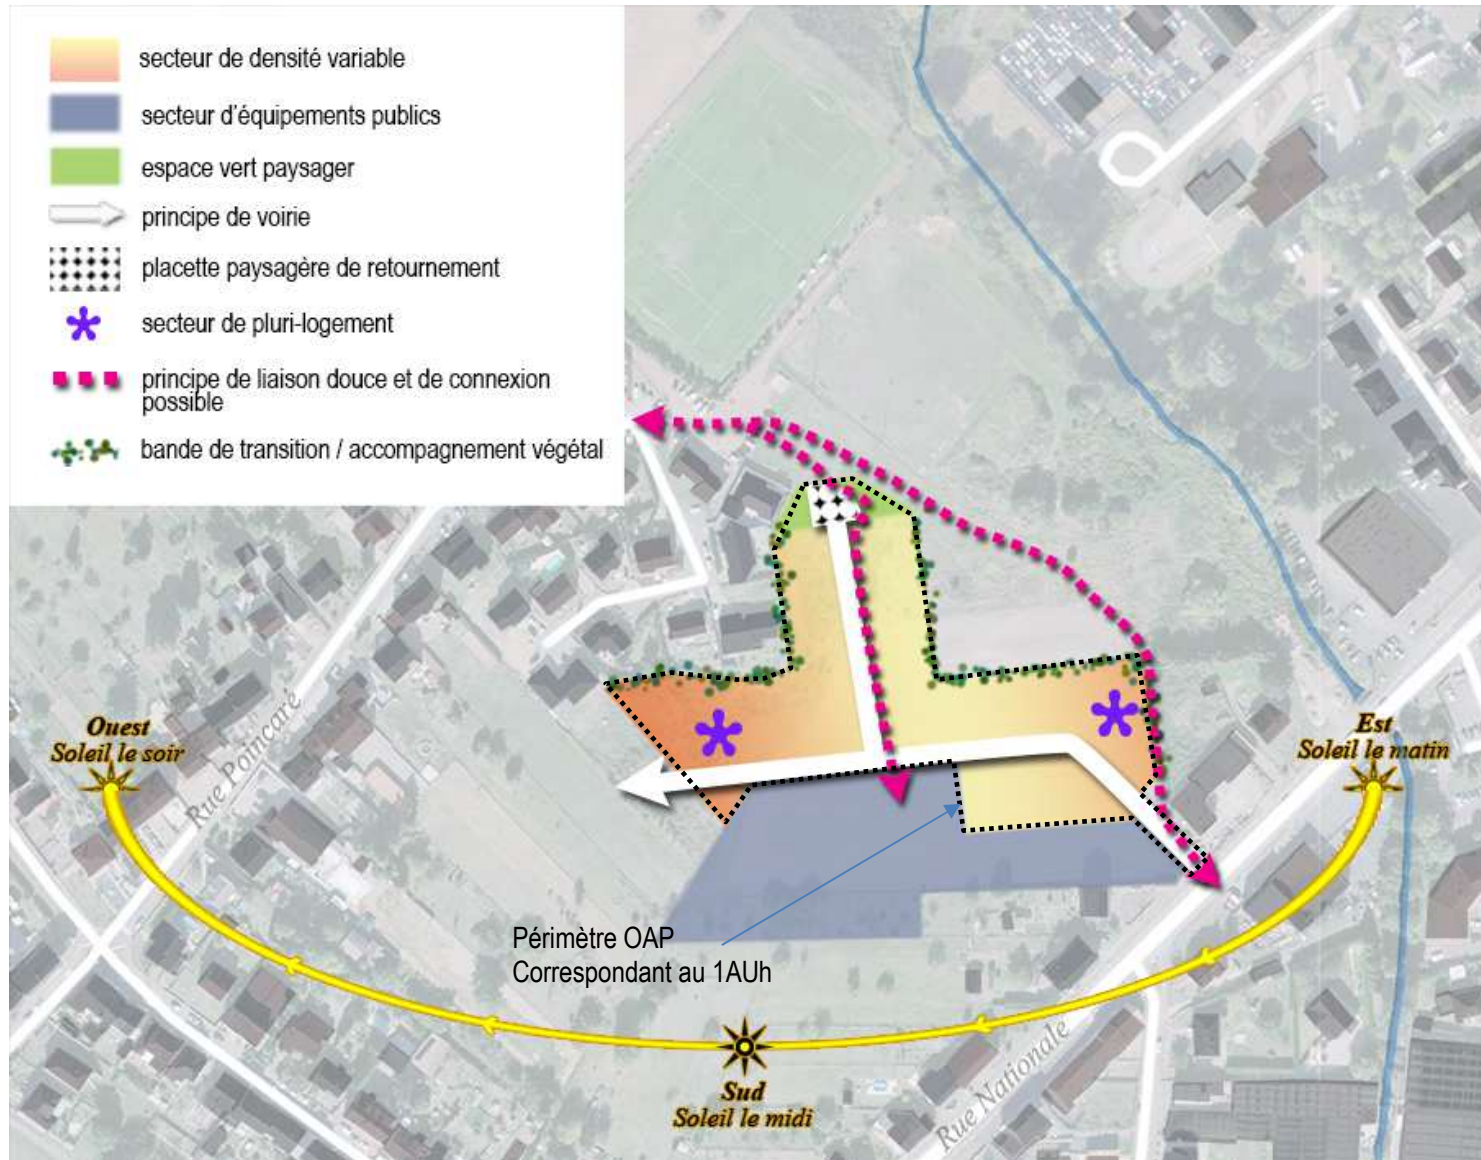 secteur de densité variable
secteur d'équipements publics
espace vert paysager
principe de voirie
placette paysagère de retournement
secteur de pluri-logement
principe de liaison douce et de connexion
possible
bande de transition / accompagnement végétal
Ouest
Soleil le soir
Rue Poincaré
Est
Soleil le matin
Périmètre OAP
Correspondant au 1AUh
Sud
Soleil le midi
Rue Nationale